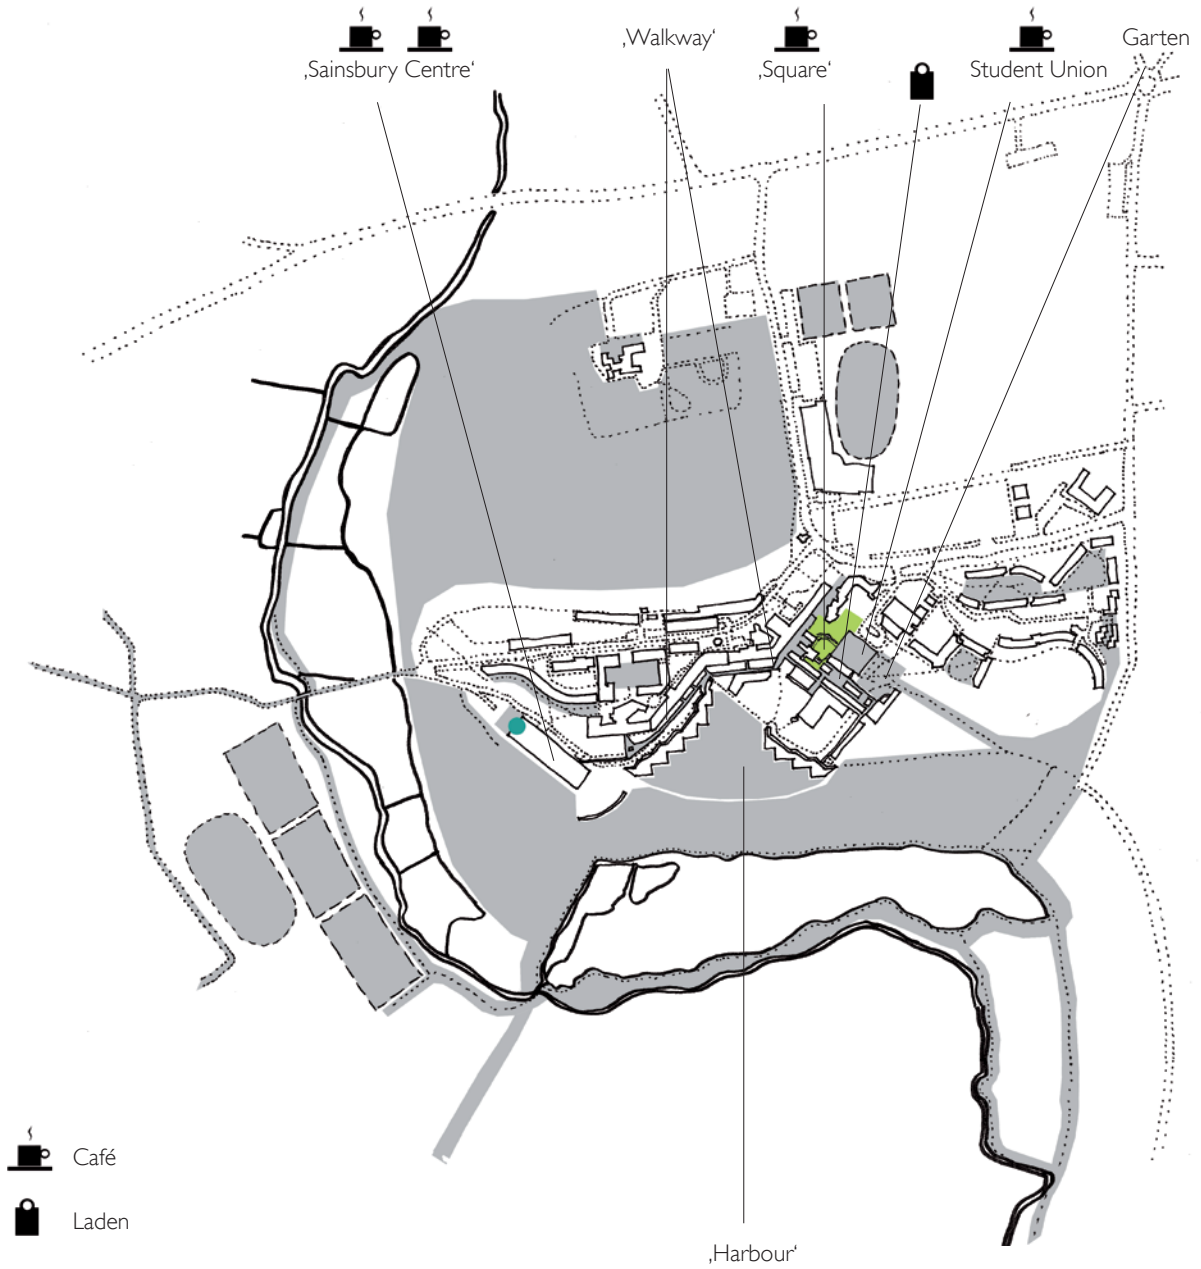 ‚Walkway‘
Garten
‚Sainsbury Centre‘
‚Square‘
Student Union
Café
Laden
‚Harbour‘